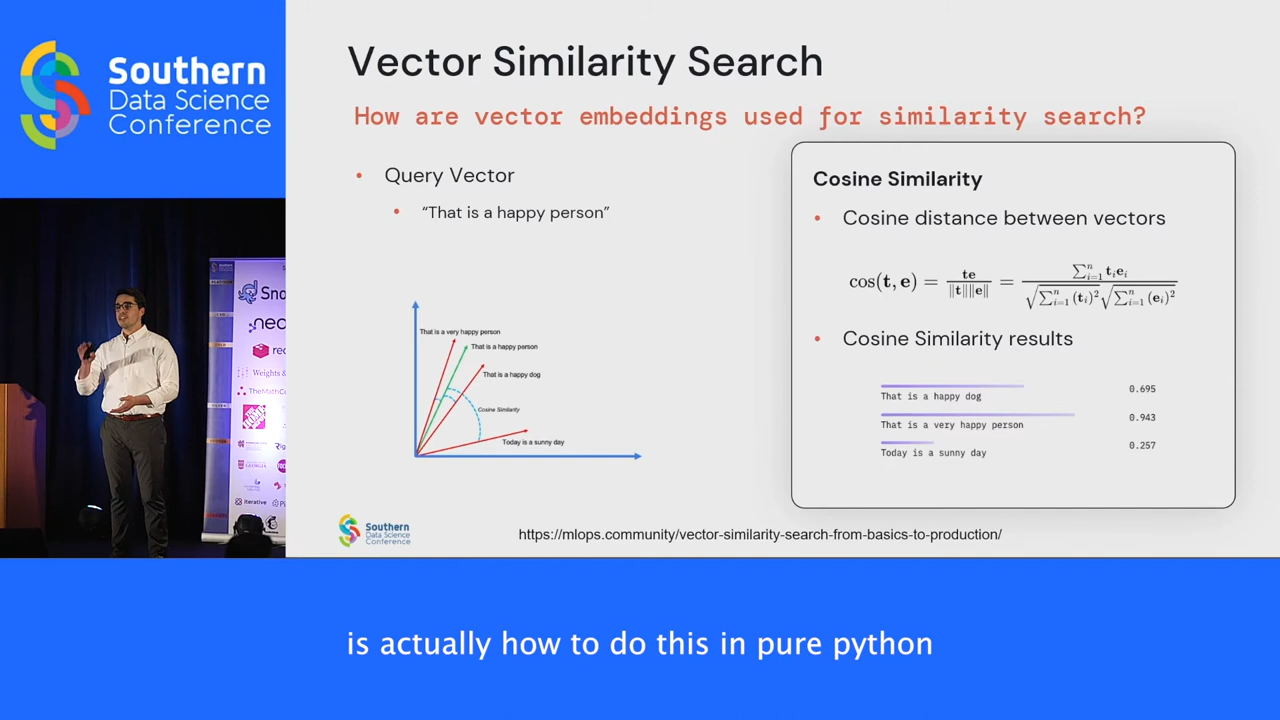 Southern
Data Science
Conference
Vector Similarity Search
How are vector embeddings used for similarity search?
• Query Vector
• “That is a happy person”
That is a very happy person
That is a happy person
That is a happy dog
Cosine Similarity
Today is a sunny day
Cosine Similarity
• Cosine distance between vectors
cos(t, e) = te / ‖t‖‖e‖ = ∑ⁿᵢ₌₁ tᵢeᵢ / √∑ⁿᵢ₌₁ (tᵢ)² √∑ⁿᵢ₌₁ (eᵢ)²
• Cosine Similarity results
That is a happy dog 0.695
That is a very happy person 0.943
Today is a sunny day 0.257
Southern
Data Science
Conference
https://mlops.community/vector-similarity-search-from-basics-to-production/
Weights &
Iterative
is actually how to do this in pure python